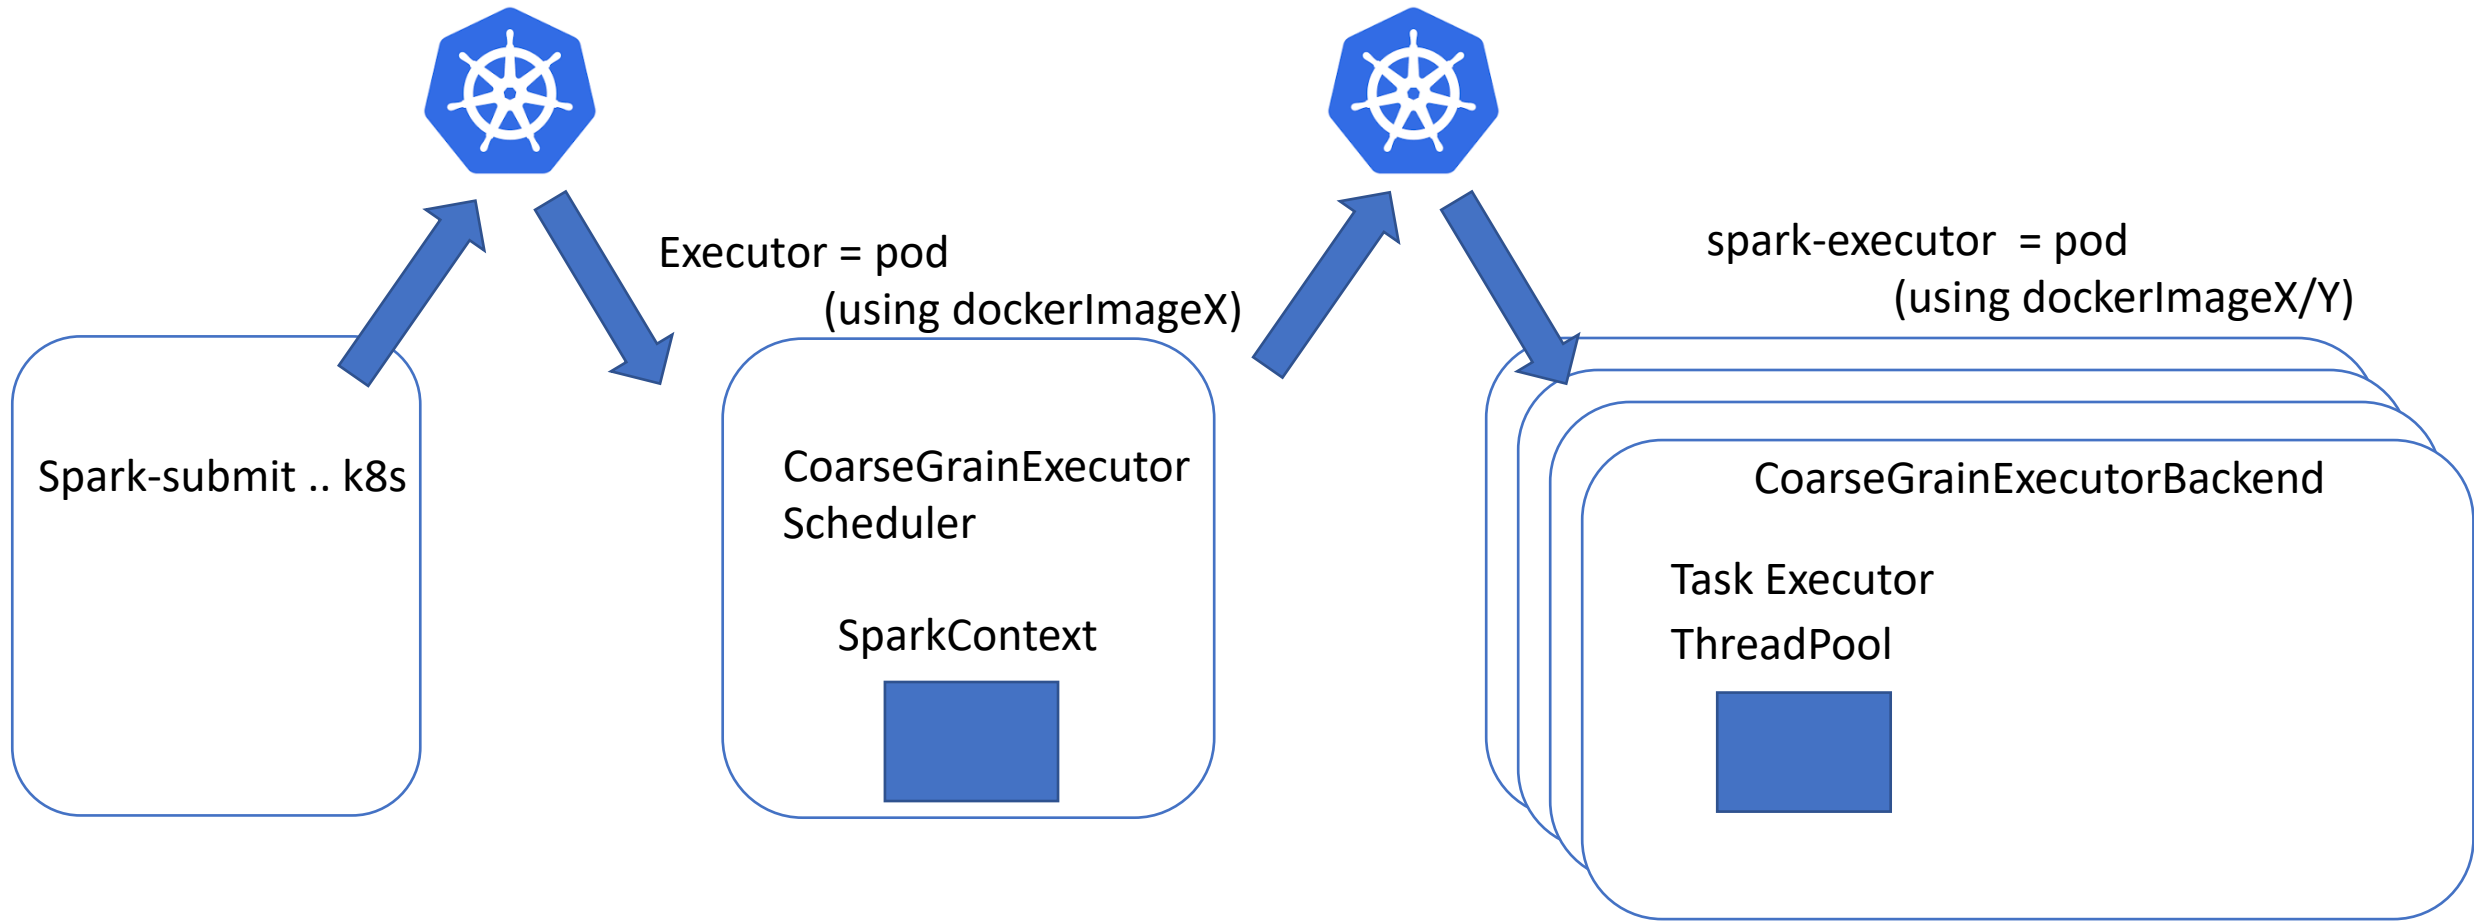 Executor = pod
(using dockerImageX)
spark-executor  = pod
(using dockerImageX/Y)
Spark-submit .. k8s
CoarseGrainExecutor
Scheduler
SparkContext
CoarseGrainExecutorBackend
Task Executor
ThreadPool